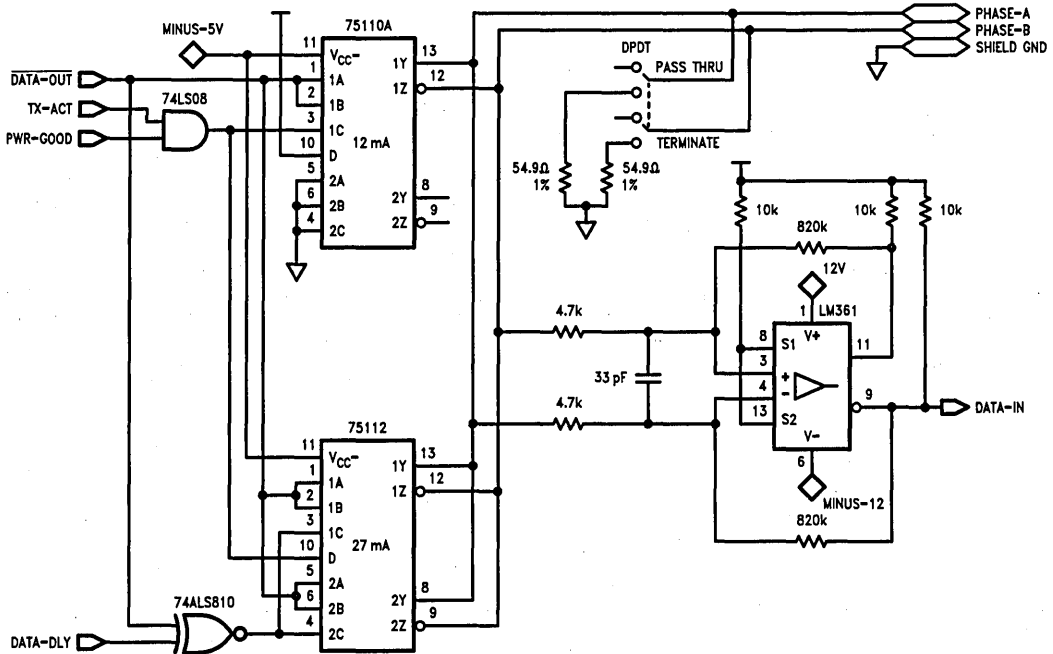 75110A
MINUS-5V
11 VCC- 1Y 13
1 1A 1Z 12
2 1B
3 1C
12 mA
10 D
5 2A
6 2B 2Y 8
4 2C 2Z 9
DATA-OUT
TX-ACT
PWR-GOOD
74LS08
PHASE-A
PHASE-B
SHIELD GND
DPDT
PASS THRU
TERMINATE
54.9Ω
1%
54.9Ω
1%
10k
10k
10k
820k
12V
1 LM361
V+
8 S1 11
3 +
4 -
9
13 S2
V-
6
MINUS-12
820k
DATA-IN
4.7k
33 pF
4.7k
75112
11 VCC- 1Y 13
1 1A 1Z 12
2 1B
3 1C
27 mA
10 D
5 2A
6 2B 2Y 8
4 2C 2Z 9
74ALS810
DATA-DLY